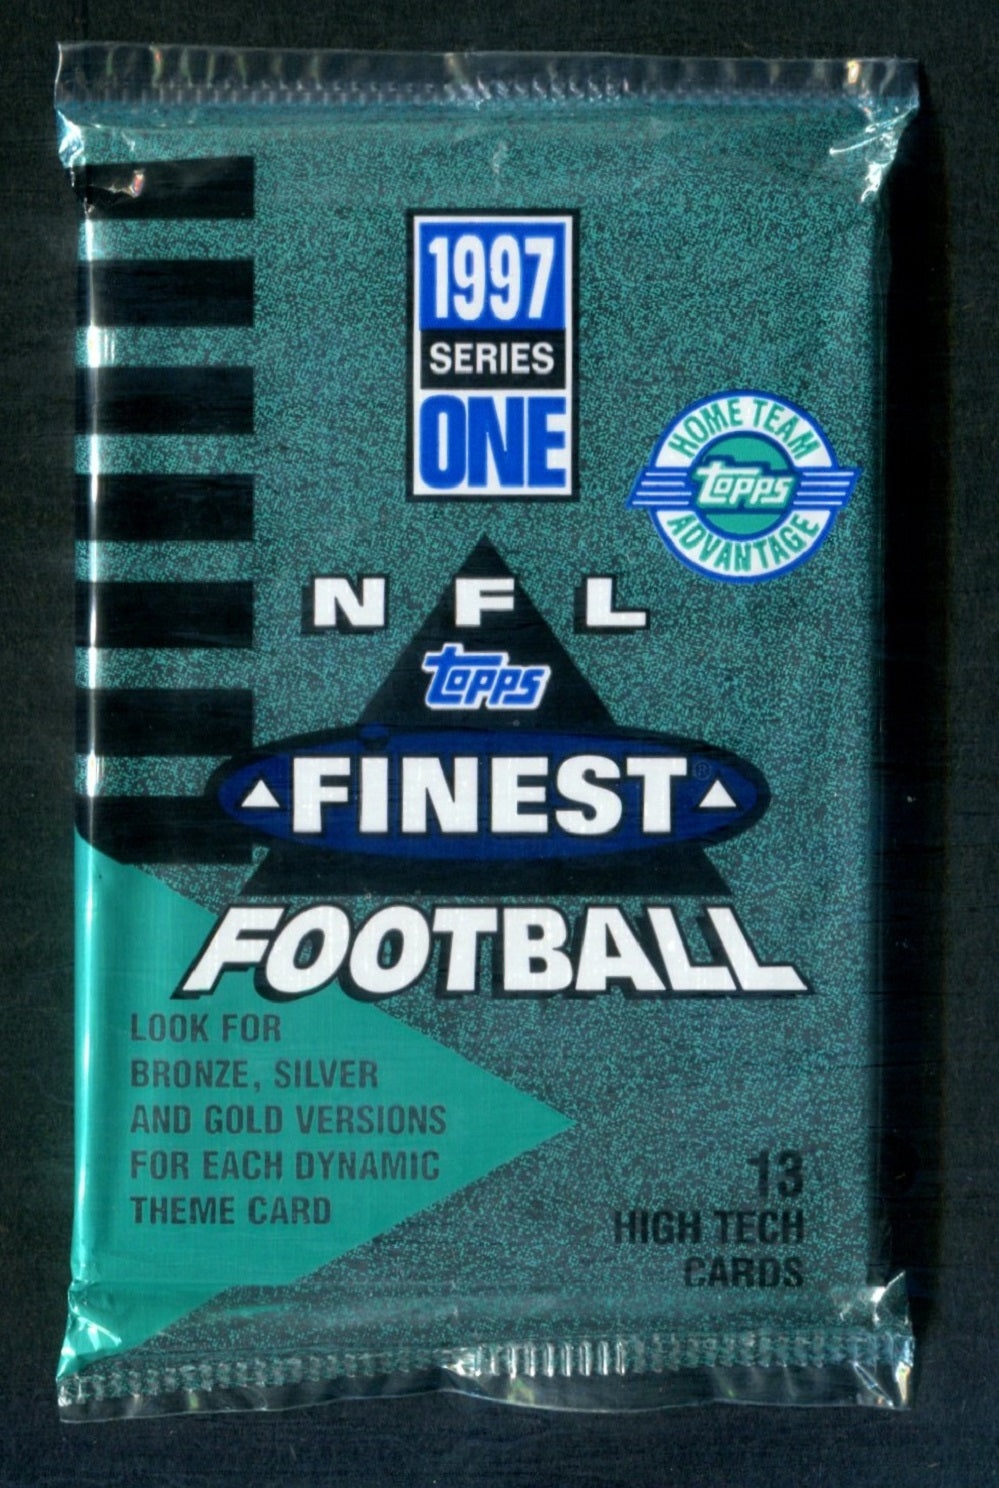 1997
SERIES
ONE
HOME TEAM
TOPPS
ADVANTAGE
NFL
TOPPS
FINEST®
FOOTBALL
LOOK FOR
BRONZE, SILVER
AND GOLD VERSIONS
FOR EACH DYNAMIC
THEME CARD
13
HIGH TECH
CARDS